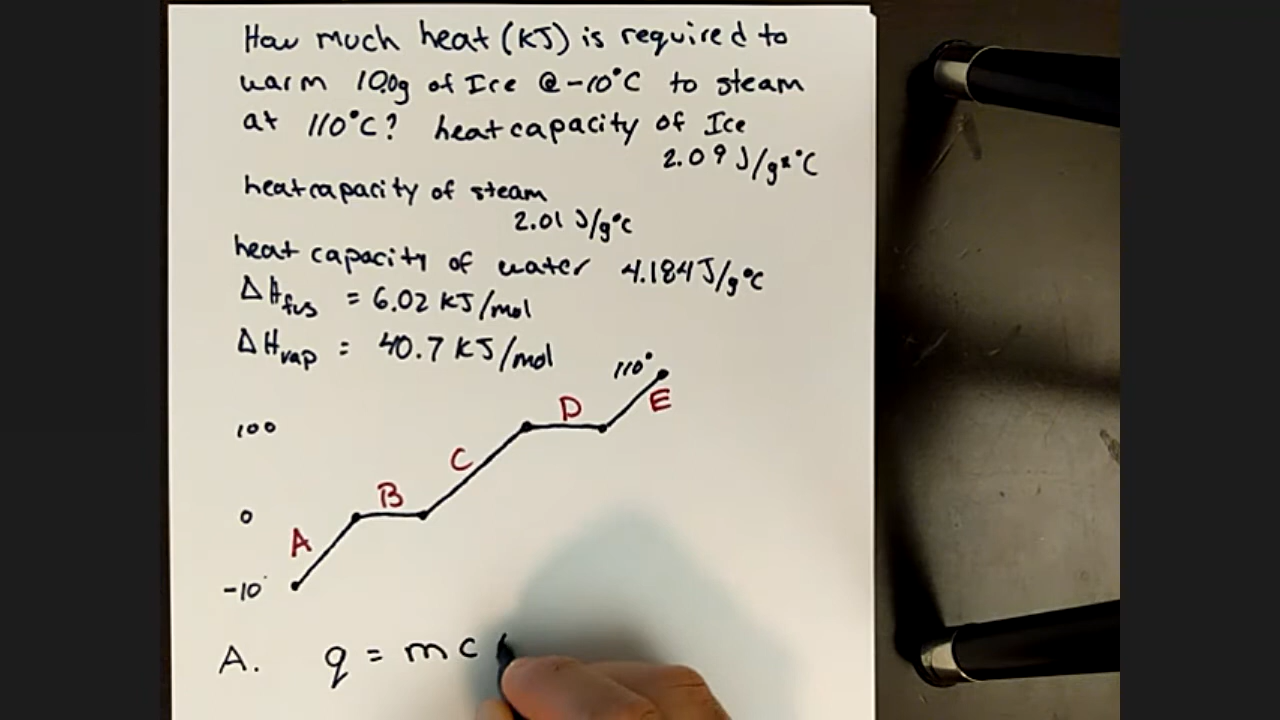 How much heat (KJ) is required to
warm 10.0g of Ice @ -10°C to steam
at 110°C? heat capacity of Ice
2.09 J/g*°C
heat capacity of steam
2.01 J/g°C
heat capacity of water 4.184 J/g°C
ΔHfus = 6.02 KJ/mol
ΔHvap = 40.7 KJ/mol
110°
E
D
100
C
B
0
A
-10°
A. q = mc